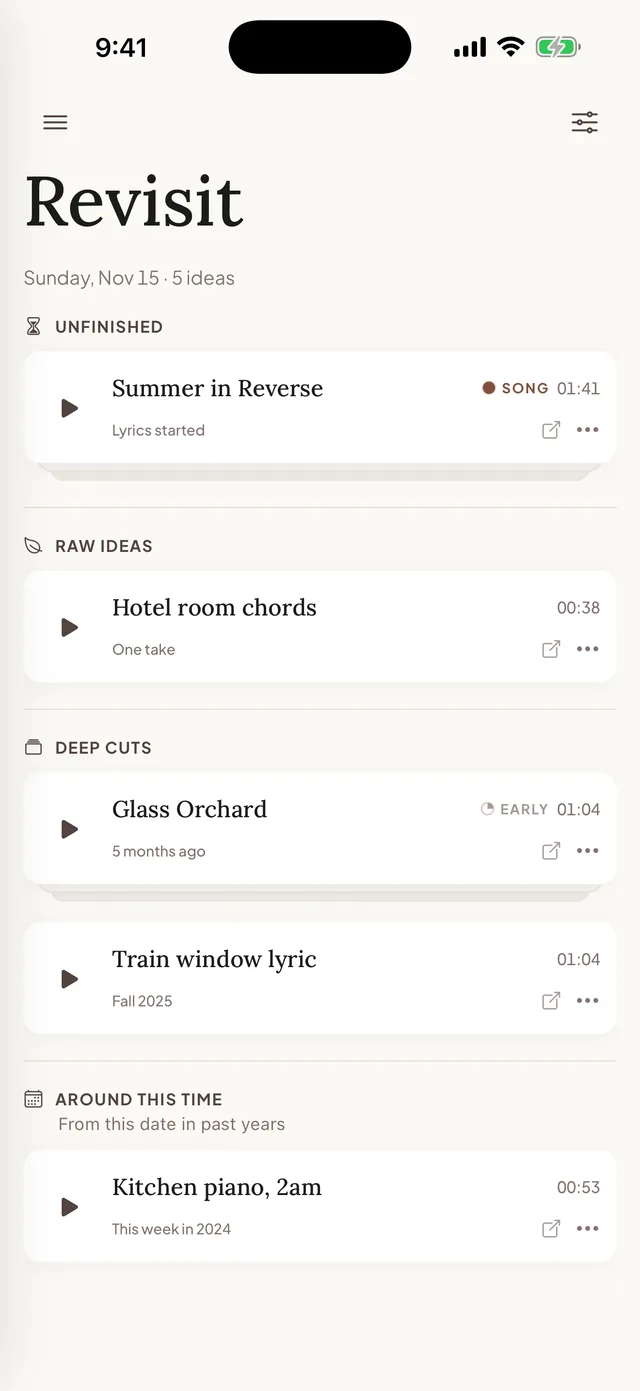 9:41
Revisit
Sunday, Nov 15 · 5 ideas
UNFINISHED
Summer in Reverse
SONG 01:41
Lyrics started
RAW IDEAS
Hotel room chords
00:38
One take
DEEP CUTS
Glass Orchard
EARLY 01:04
5 months ago
Train window lyric
01:04
Fall 2025
AROUND THIS TIME
From this date in past years
Kitchen piano, 2am
00:53
This week in 2024